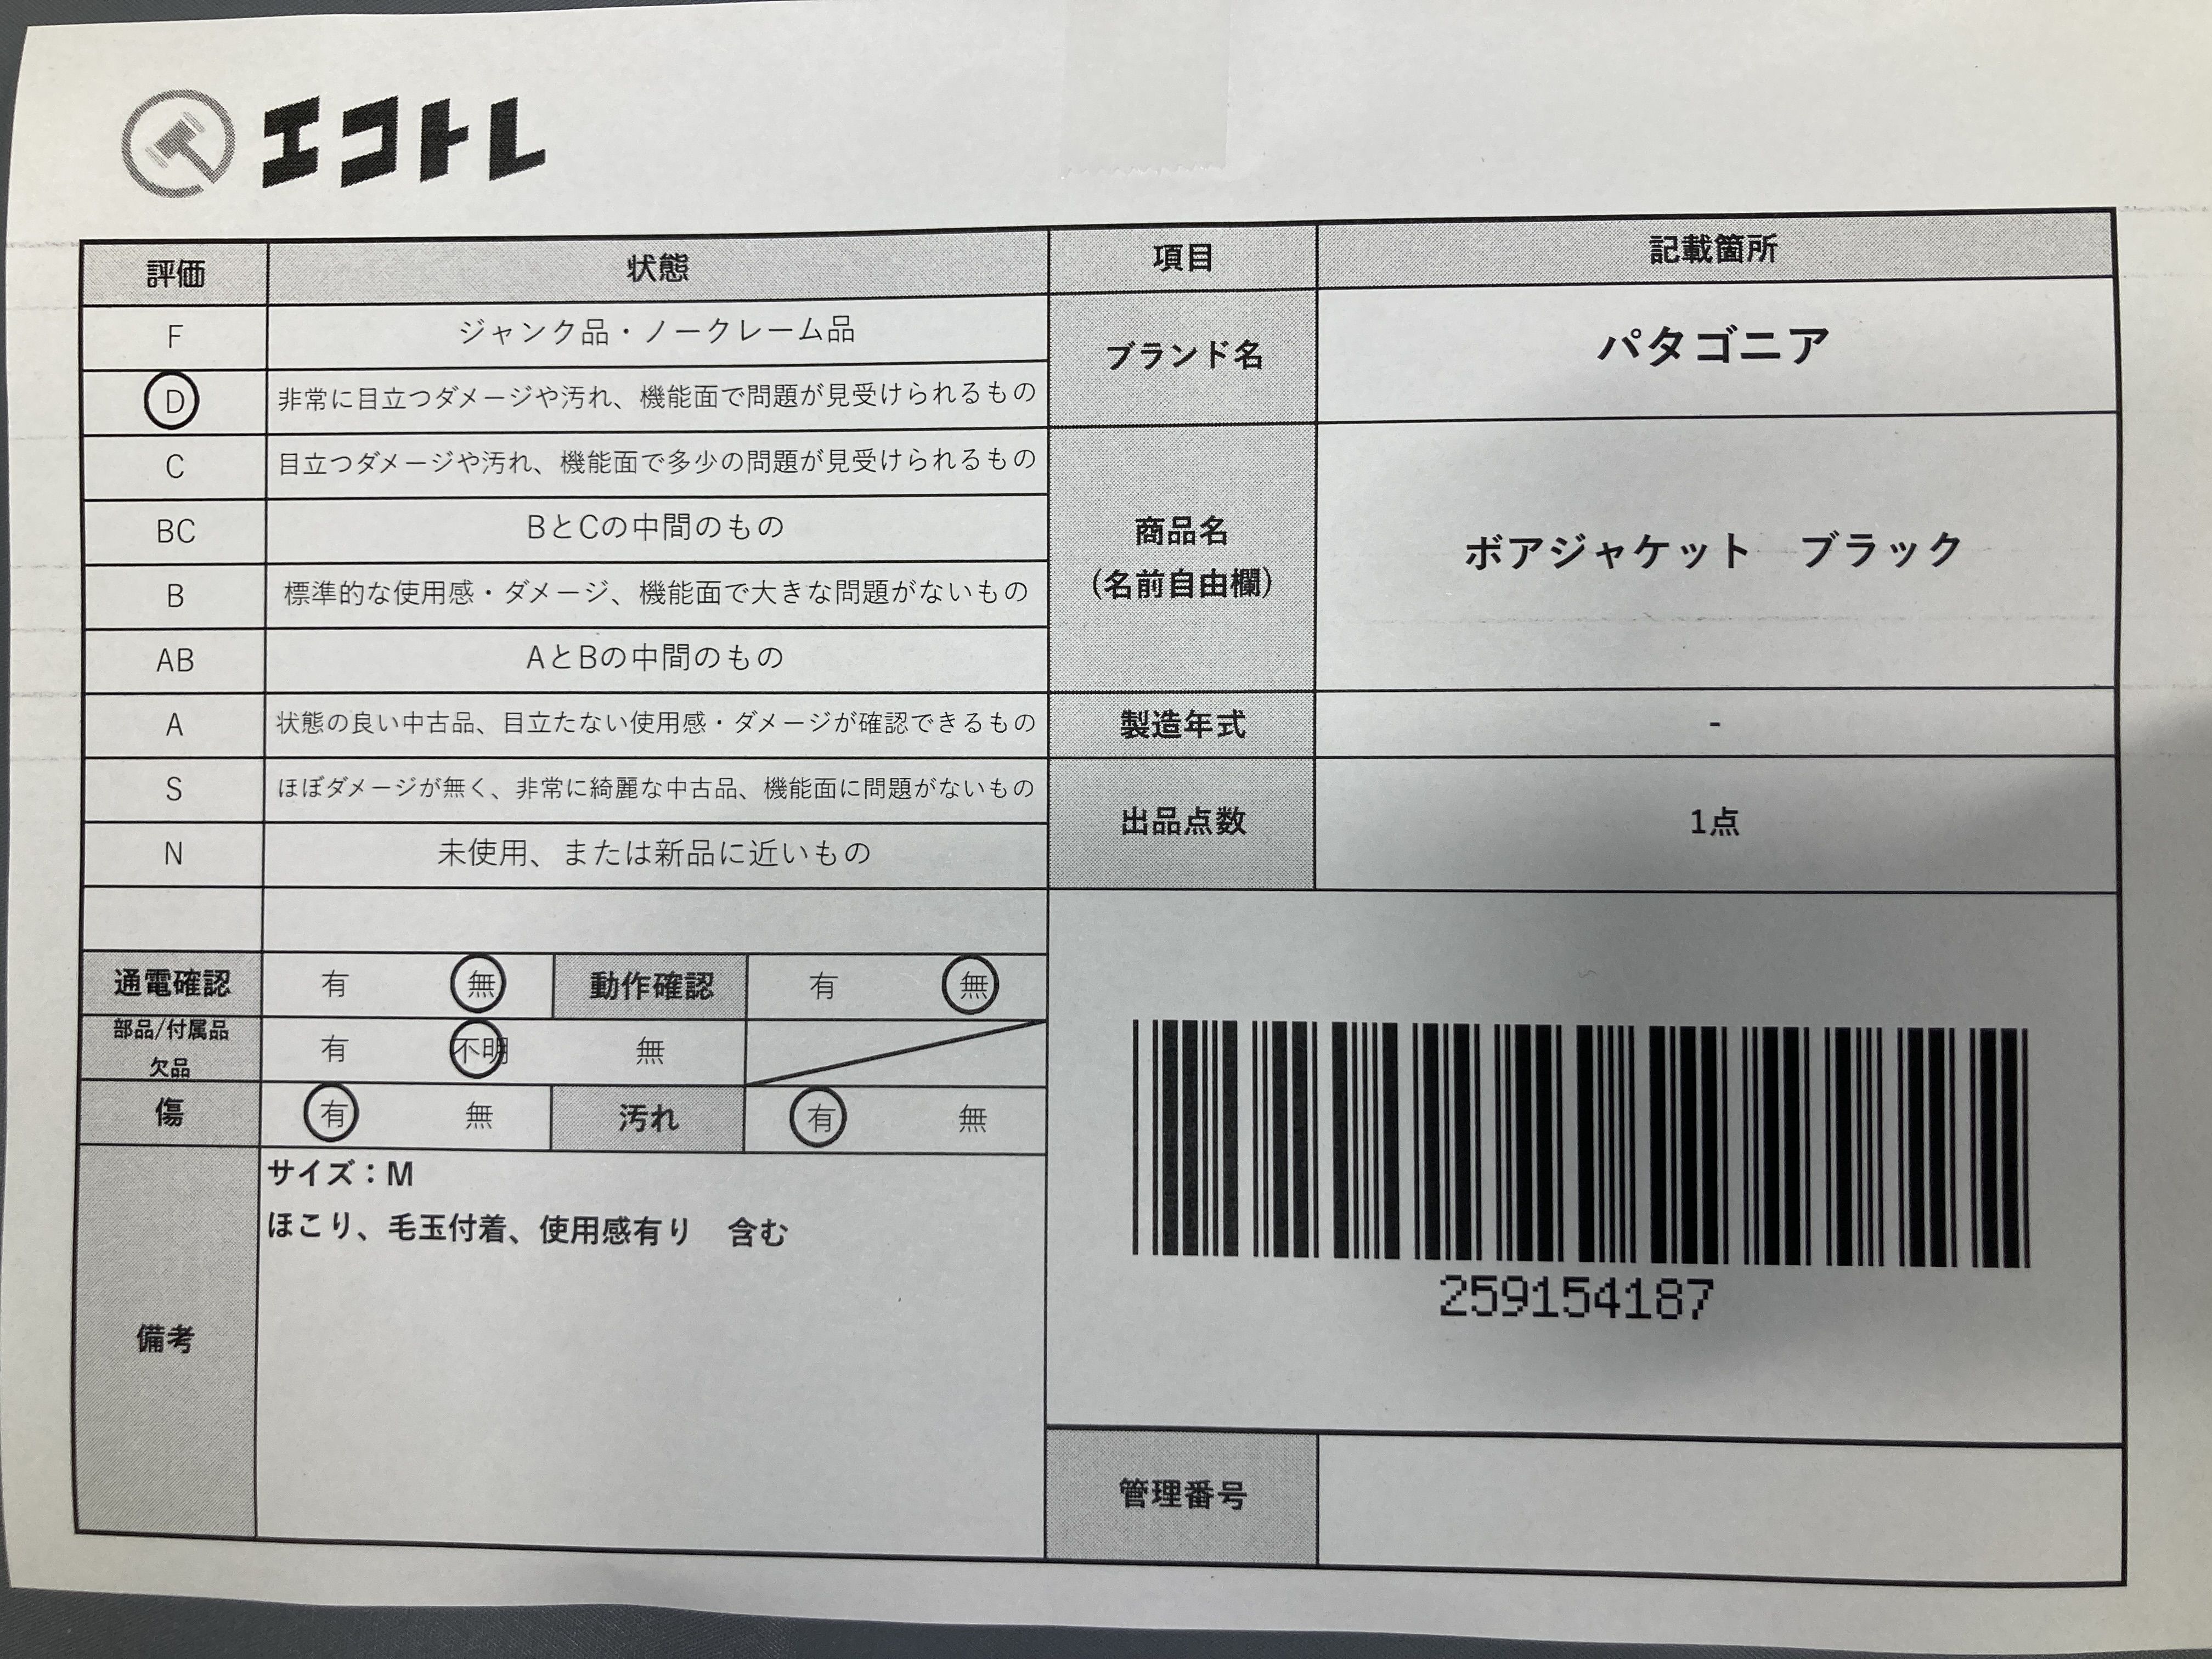 エコトレ
評価 状態 項目 記載箇所
F ジャンク品・ノークレーム品
D 非常に目立つダメージや汚れ、機能面で問題が見受けられるもの
ブランド名 パタゴニア
C 目立つダメージや汚れ、機能面で多少の問題が見受けられるもの
BC BとCの中間のもの
B 標準的な使用感・ダメージ、機能面で大きな問題がないもの
AB AとBの中間のもの
商品名
(名前自由欄)
ボアジャケット ブラック
A 状態の良い中古品、目立たない使用感・ダメージが確認できるもの
製造年式 -
S ほぼダメージが無く、非常に綺麗な中古品、機能面に問題がないもの
N 未使用、または新品に近いもの
出品点数 1点
通電確認 有 無 動作確認 有 無
部品/付属品
欠品
有 不明 無
傷 有 無 汚れ 有 無
備考
サイズ：M
ほこり、毛玉付着、使用感有り 含む
259154187
管理番号